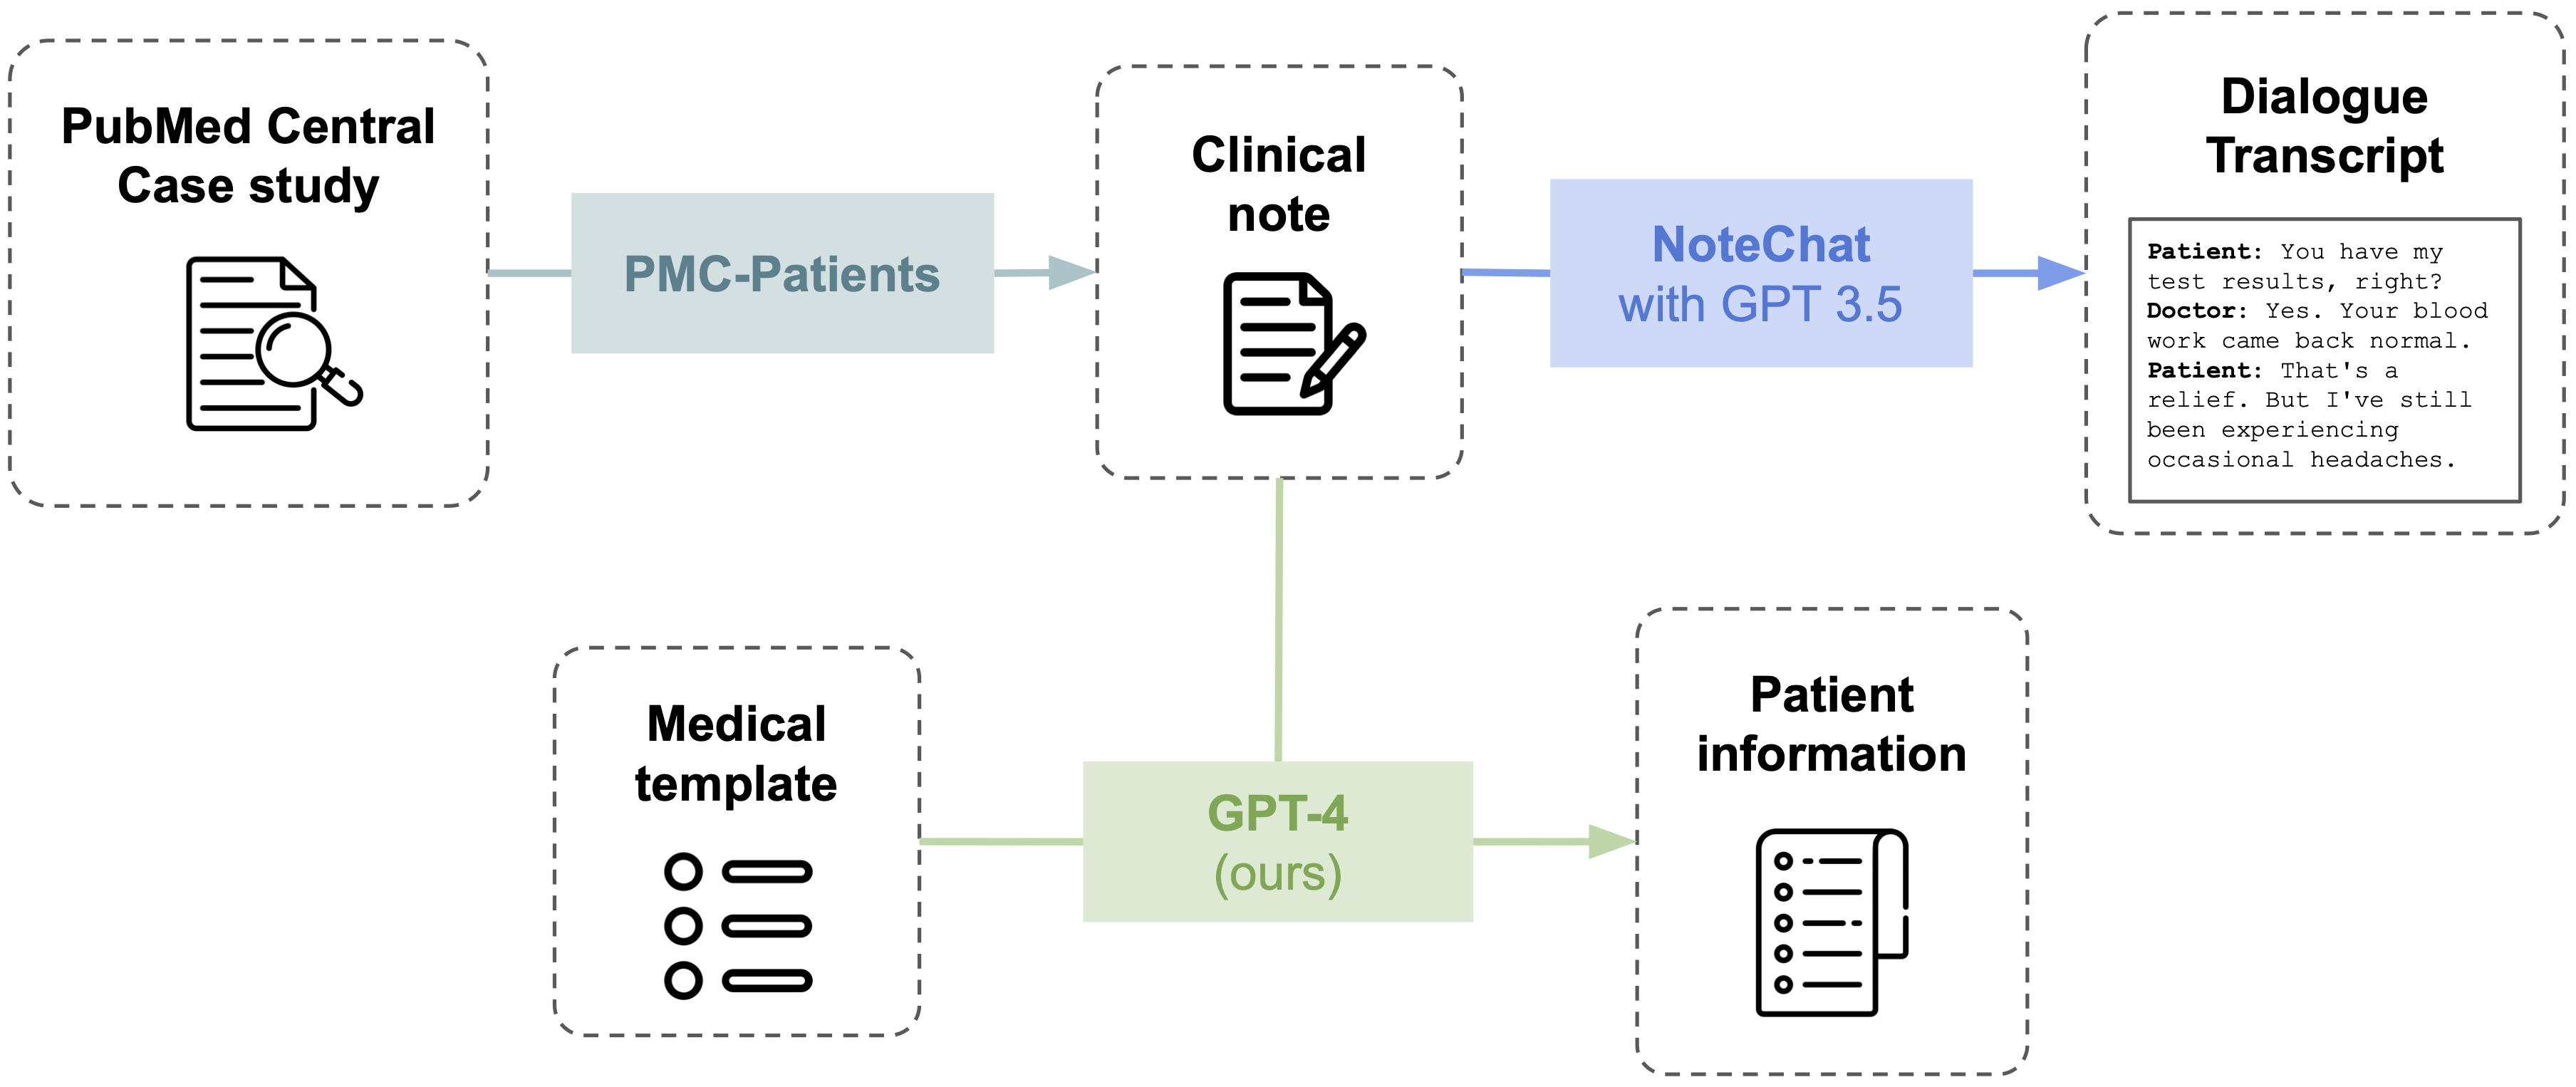 PubMed Central
Case study
PMC-Patients
Clinical
note
NoteChat
with GPT 3.5
Dialogue
Transcript
Patient: You have my
test results, right?
Doctor: Yes. Your blood
work came back normal.
Patient: That's a
relief. But I've still
been experiencing
occasional headaches.
Medical
template
GPT-4
(ours)
Patient
information